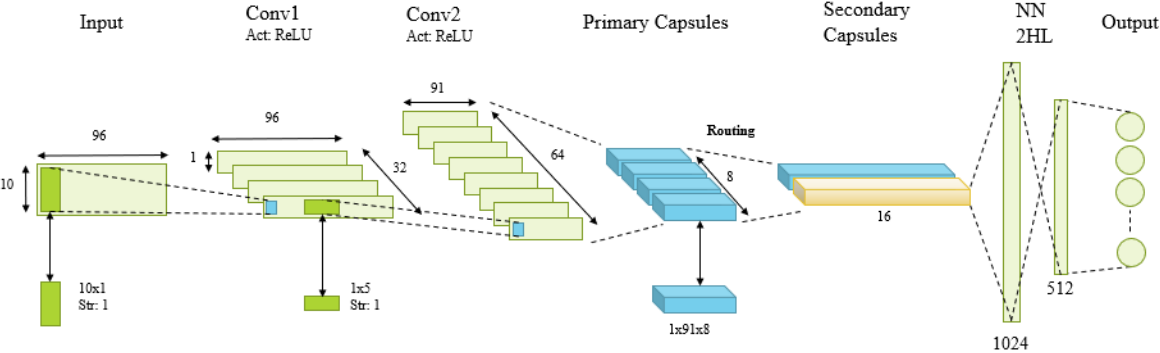 Input
Conv1
Act: ReLU
Conv2
Act: ReLU
Primary Capsules
Secondary
Capsules
NN
2HL
Output
96
10
10x1
Str: 1
96
1
32
1x5
Str: 1
91
64
Routing
8
1x91x8
16
1024
512